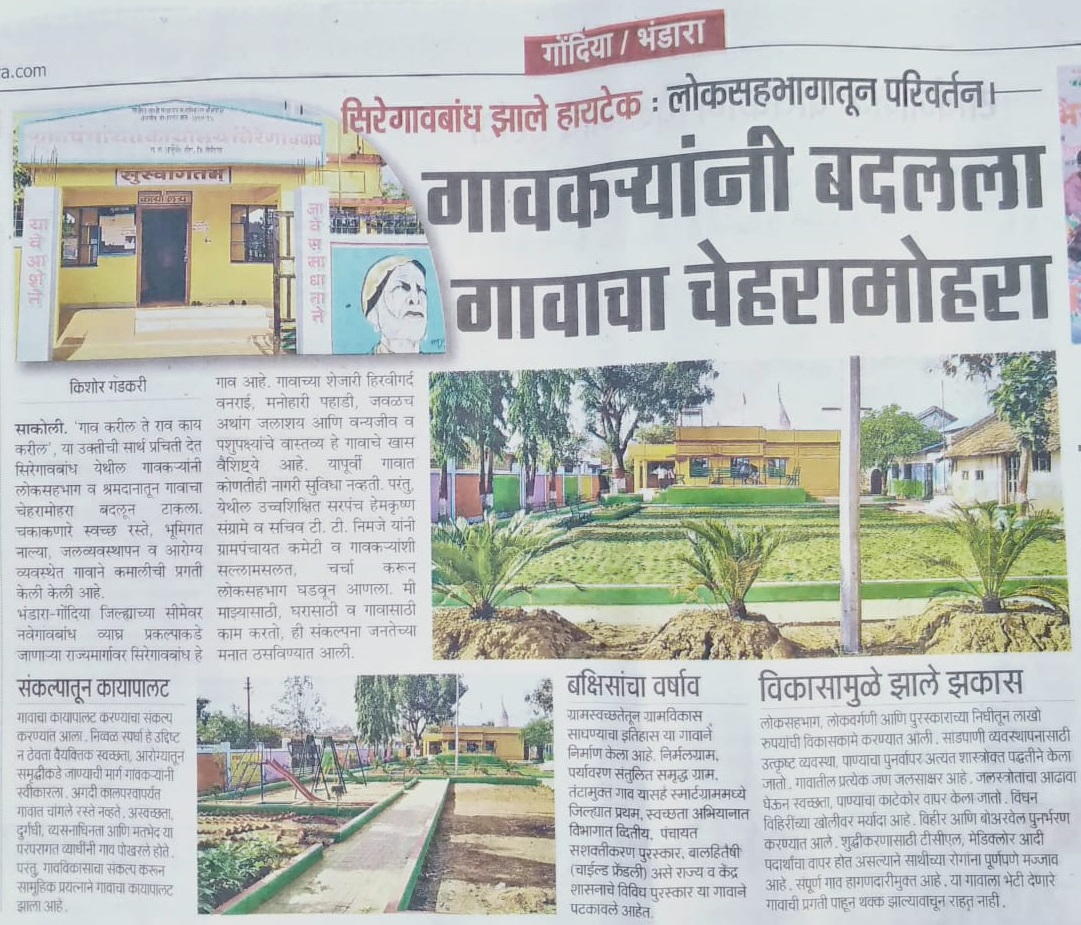 ra.com
गोंदिया / भंडारा
सिरेगावबांध झाले हायटेक : लोकसहभागातून परिवर्तन।
गावकऱ्यांनी बदलला
गावाचा चेहरामोहरा
सुस्वागतम
कार्यालय
या वे आ शे ने
जा वे स मा धा ना ने
किशोर गडकरी
साकोली. 'गाव करील ते राव काय
करील', या उक्तीची सार्थ प्रचिती देत
सिरेगावबांध येथील गावकऱ्यांनी
लोकसहभाग व श्रमदानातून गावाचा
चेहरामोहरा बदलून टाकला.
चकाकणारे स्वच्छ रस्ते, भूमिगत
नाल्या, जलव्यवस्थापन व आरोग्य
व्यवस्थेत गावाने कमालीची प्रगती
केली केली आहे.
भंडारा-गोंदिया जिल्ह्याच्या सीमेवर
नवेगावबांध व्याघ्र प्रकल्पाकडे
जाणाऱ्या राज्यमार्गावर सिरेगावबांध हे
गाव आहे. गावाच्या शेजारी हिरवीगर्द
वनराई, मनोहारी पहाडी, जवळच
अथांग जलाशय आणि वन्यजीव व
पशुपक्ष्यांचे वास्तव्य हे गावाचे खास
वैशिष्ट्ये आहे. यापूर्वी गावात
कोणतीही नागरी सुविधा नव्हती. परंतु,
येथील उच्चशिक्षित सरपंच हेमकृष्ण
संग्रामे व सचिव टी. टी. निमजे यांनी
ग्रामपंचायत कमेटी व गावकऱ्यांशी
सल्लामसलत, चर्चा करून
लोकसहभाग घडवून आणला. मी
माझ्यासाठी, घरासाठी व गावासाठी
काम करतो, ही संकल्पना जनतेच्या
मनात ठसविण्यात आली.
संकल्पातून कायापालट
गावाचा कायापालट करण्याचा संकल्प
करण्यात आला. निव्वळ स्पर्धा हे उद्दिष्ट
न ठेवता वैयक्तिक स्वच्छता, आरोग्यातून
समृद्धीकडे जाण्याचा मार्ग गावकऱ्यांनी
स्वीकारला. अगदी कालपरवापर्यंत
गावात चांगले रस्ते नव्हते. अस्वच्छता,
दुर्गंधी, व्यसनाधिनता आणि मतभेद या
परंपरागत व्याधींनी गाव पोखरले होते.
परंतु, गावविकासाचा संकल्प करून
सामूहिक प्रयत्नाने गावाचा कायापालट
झाला आहे.
बक्षिसांचा वर्षाव
ग्रामस्वच्छतेतून ग्रामविकास
साधण्याचा इतिहास या गावाने
निर्माण केला आहे. निर्मलग्राम,
पर्यावरण संतुलित समृद्ध ग्राम,
तंटामुक्त गाव यासह स्मार्टग्राममध्ये
जिल्ह्यात प्रथम, स्वच्छता अभियानात
विभागात द्वितीय, पंचायत
सशक्तीकरण पुरस्कार, बालहितैषी
(चाईल्ड फ्रेंडली) असे राज्य व केंद्र
शासनाचे विविध पुरस्कार या गावाने
पटकावले आहेत.
विकासामुळे झाले झकास
लोकसहभाग, लोकवर्गणी आणि पुरस्काराच्या निधीतून लाखो
रुपयांची विकासकामे करण्यात आली. सांडपाणी व्यवस्थापनासाठी
उत्कृष्ट व्यवस्था, पाण्याचा पुनर्वापर अत्यंत शास्त्रोक्त पद्धतीने केला
जातो. गावातील प्रत्येक जण जलसाक्षर आहे. जलस्त्रोतांचा आढावा
घेऊन स्वच्छता, पाण्याचा काटेकोर वापर केला जातो. विंधन
विहिरींच्या खोलीवर मर्यादा आहे. विहीर आणि बोअरवेल पुनर्भरण
करण्यात आले. शुद्धीकरणासाठी टीसीएल, मेडिक्लोर आदी
पदार्थांचा वापर होत असल्याने साथीच्या रोगांना पूर्णपणे मज्जाव
आहे. संपूर्ण गाव हागणदारीमुक्त आहे. या गावाला भेटी देणारे
गावाची प्रगती पाहून थक्क झाल्यावाचून राहत नाही.